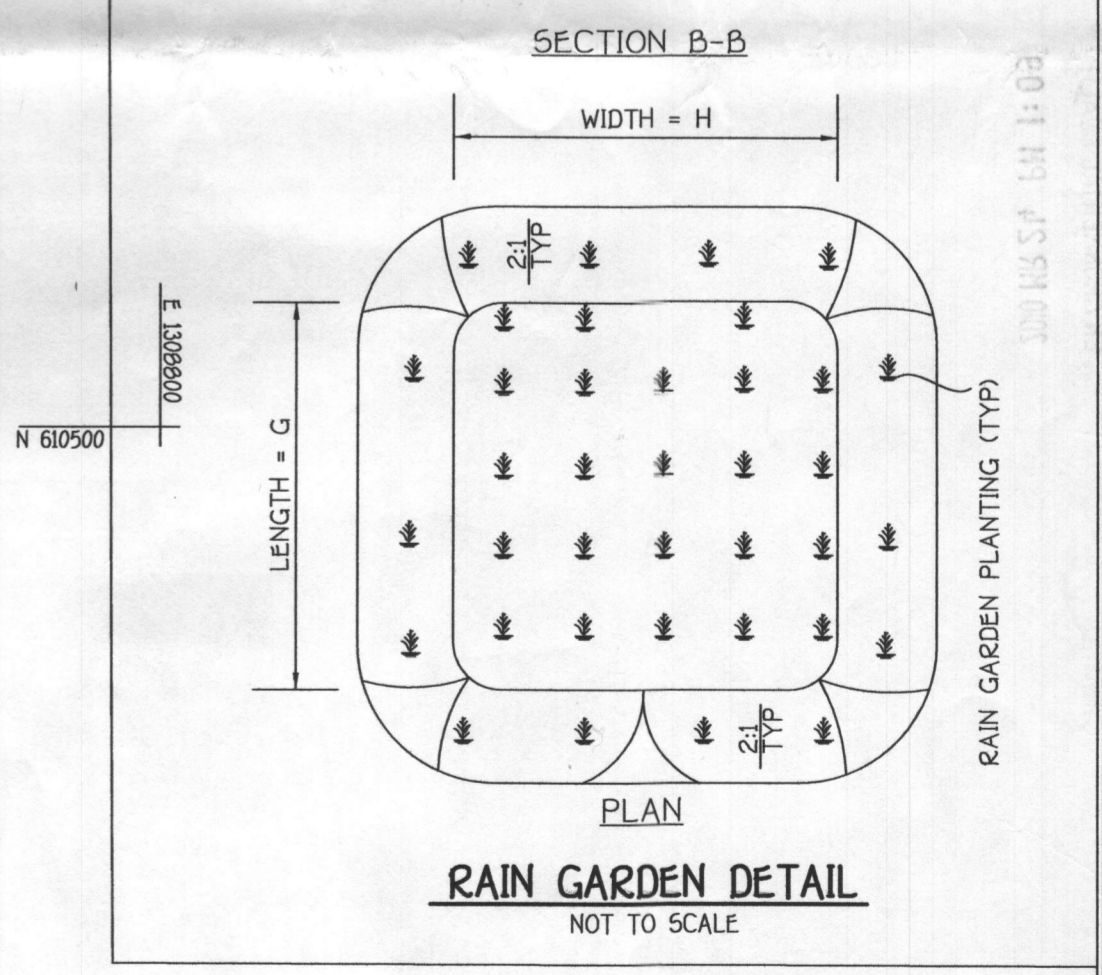 SECTION B-B
WIDTH = H
2:1
TYP
E 1308800
N 610500
LENGTH = G
RAIN GARDEN PLANTING (TYP)
2:1
TYP
PLAN
RAIN GARDEN DETAIL
NOT TO SCALE